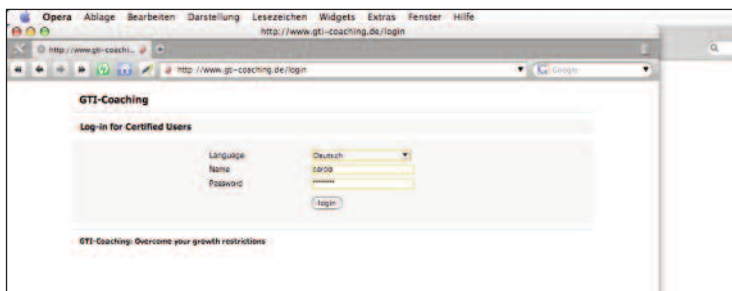 Opera Ablage Bearbeiten Darstellung Lesezeichen Widgets Extras Fenster Hilfe
http://www.gti-coaching.de/login
http://www.gti-coachi...
http://www.gti-coaching.de/login
Google
GTI-Coaching
Log-in for Certified Users
Language Deutsch
Name
Password ********
login
GTI-Coaching: Overcome your growth restrictions